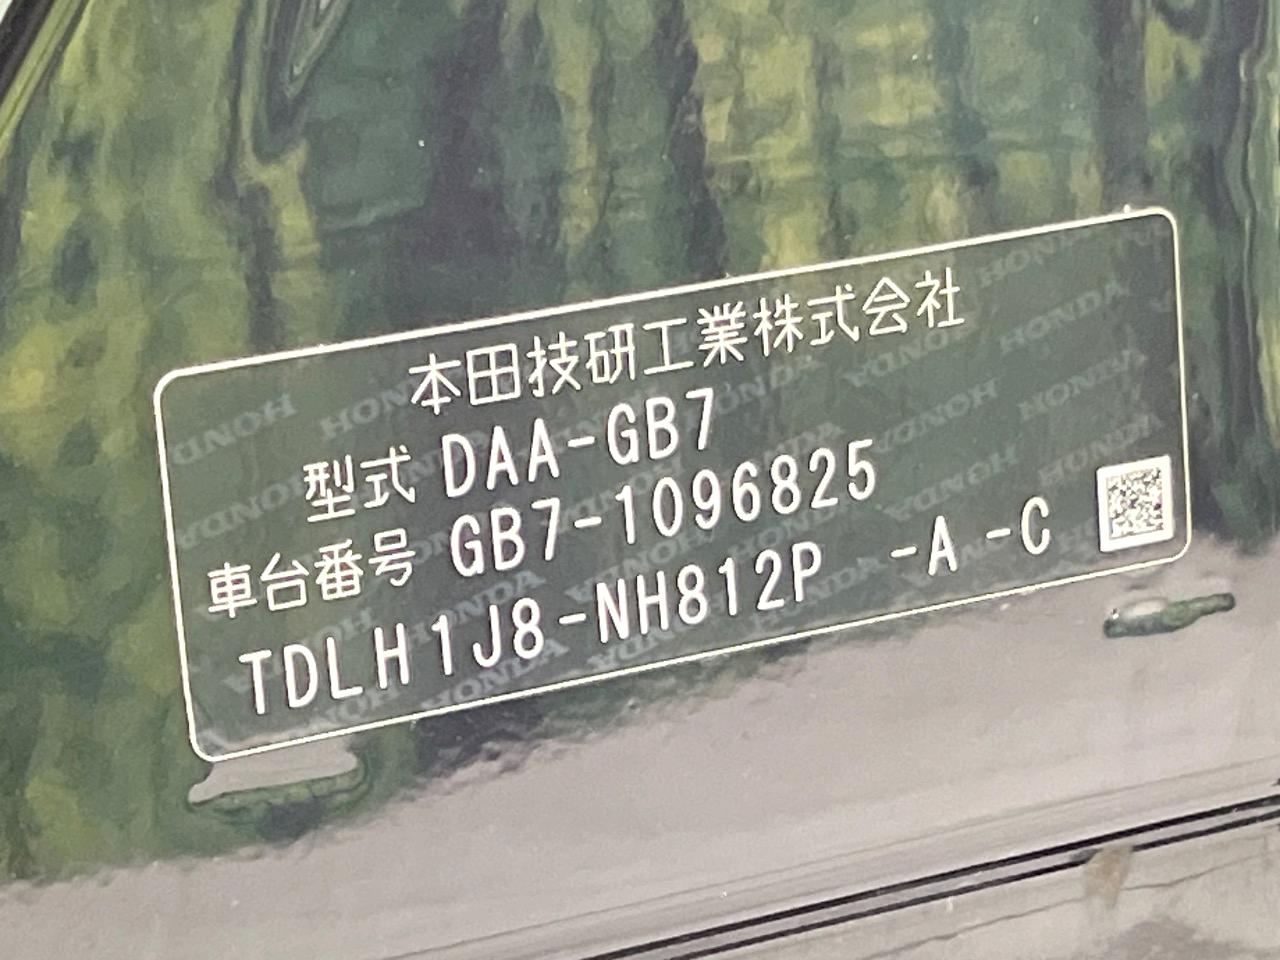 本田技研工業株式会社
型式 DAA-GB7
車台番号 GB7-1096825
TDLH1J8-NH812P -A -C